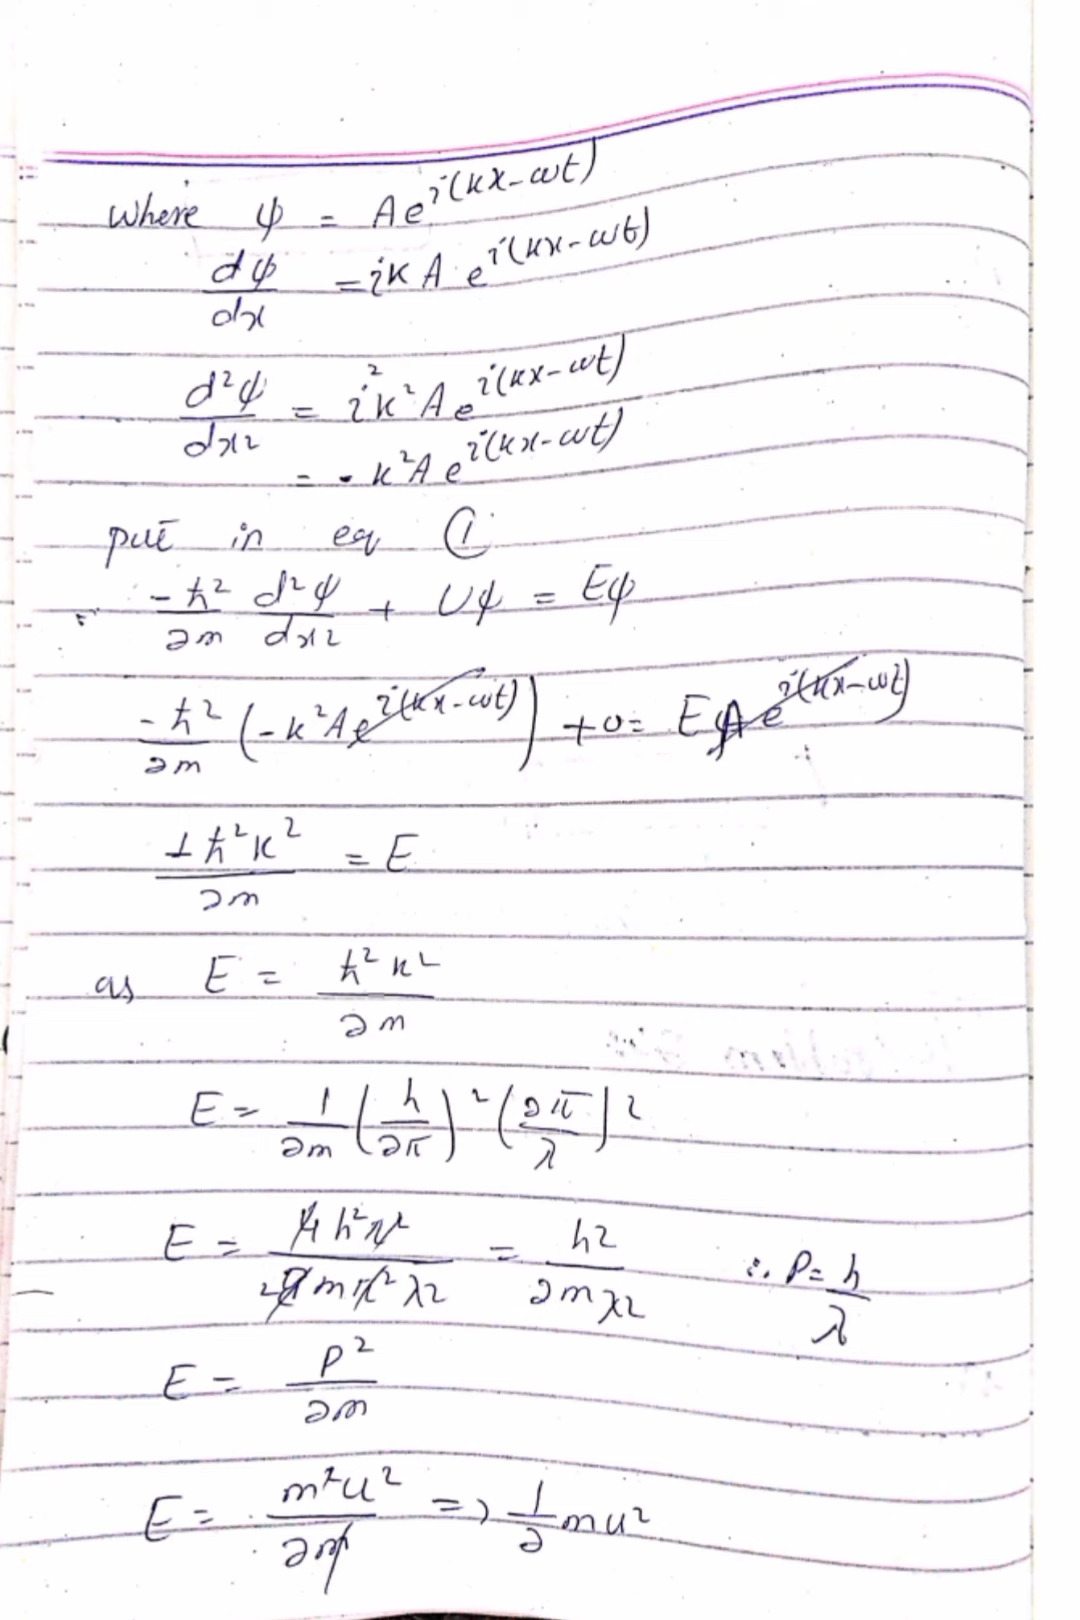 where ψ = Ae^i(kx-ωt)
dψ/dx = ikA e^i(kx-ωt)
d²ψ/dx² = i²k²A e^i(kx-ωt)
= - k²A e^i(kx-ωt)
put in eq ①
-ħ²/2m d²ψ/dx² + Uψ = Eψ
-ħ²/2m (-k²Ae^i(kx-ωt)) + 0 = EAe^i(kx-ωt)
+ħ²k²/2m = E
as E = ħ²k²/2m
E = 1/2m (h/2π)² (2π/λ)²
E = 4h²π²/2 4mπ²λ² = h²/2mλ² ∴ P = h/λ
E = P²/2m
E = m²u²/2m => 1/2 mu²